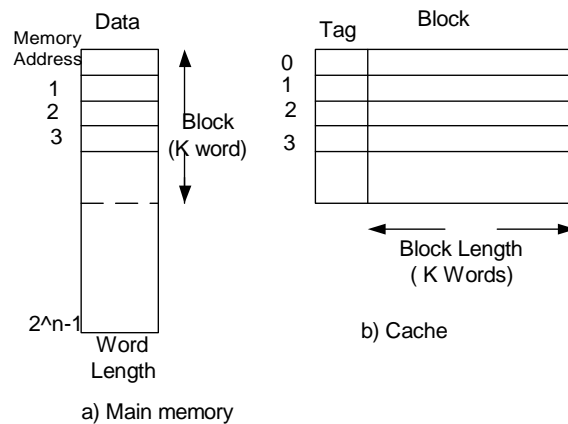 Data
Memory
Address
1
2
3
Block
(K word)
2^n-1
Word
Length
a) Main memory
Tag
Block
0
1
2
3
Block Length
( K Words)
b) Cache